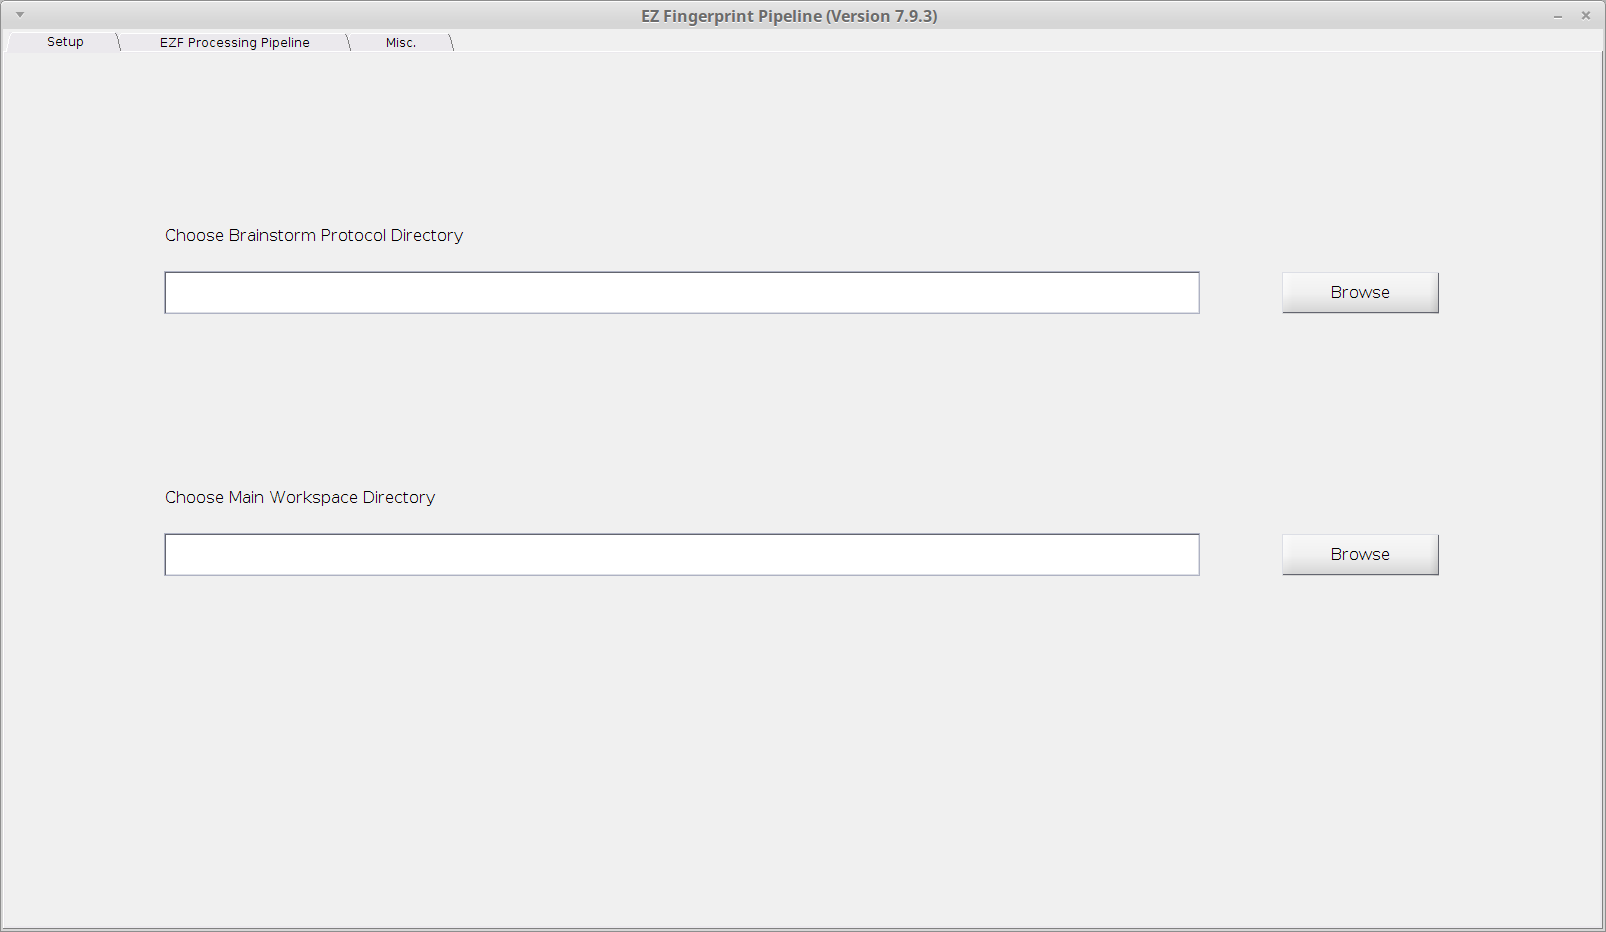 EZ Fingerprint Pipeline (Version 7.9.3)
Setup EZF Processing Pipeline Misc.
Choose Brainstorm Protocol Directory
Browse
Choose Main Workspace Directory
Browse